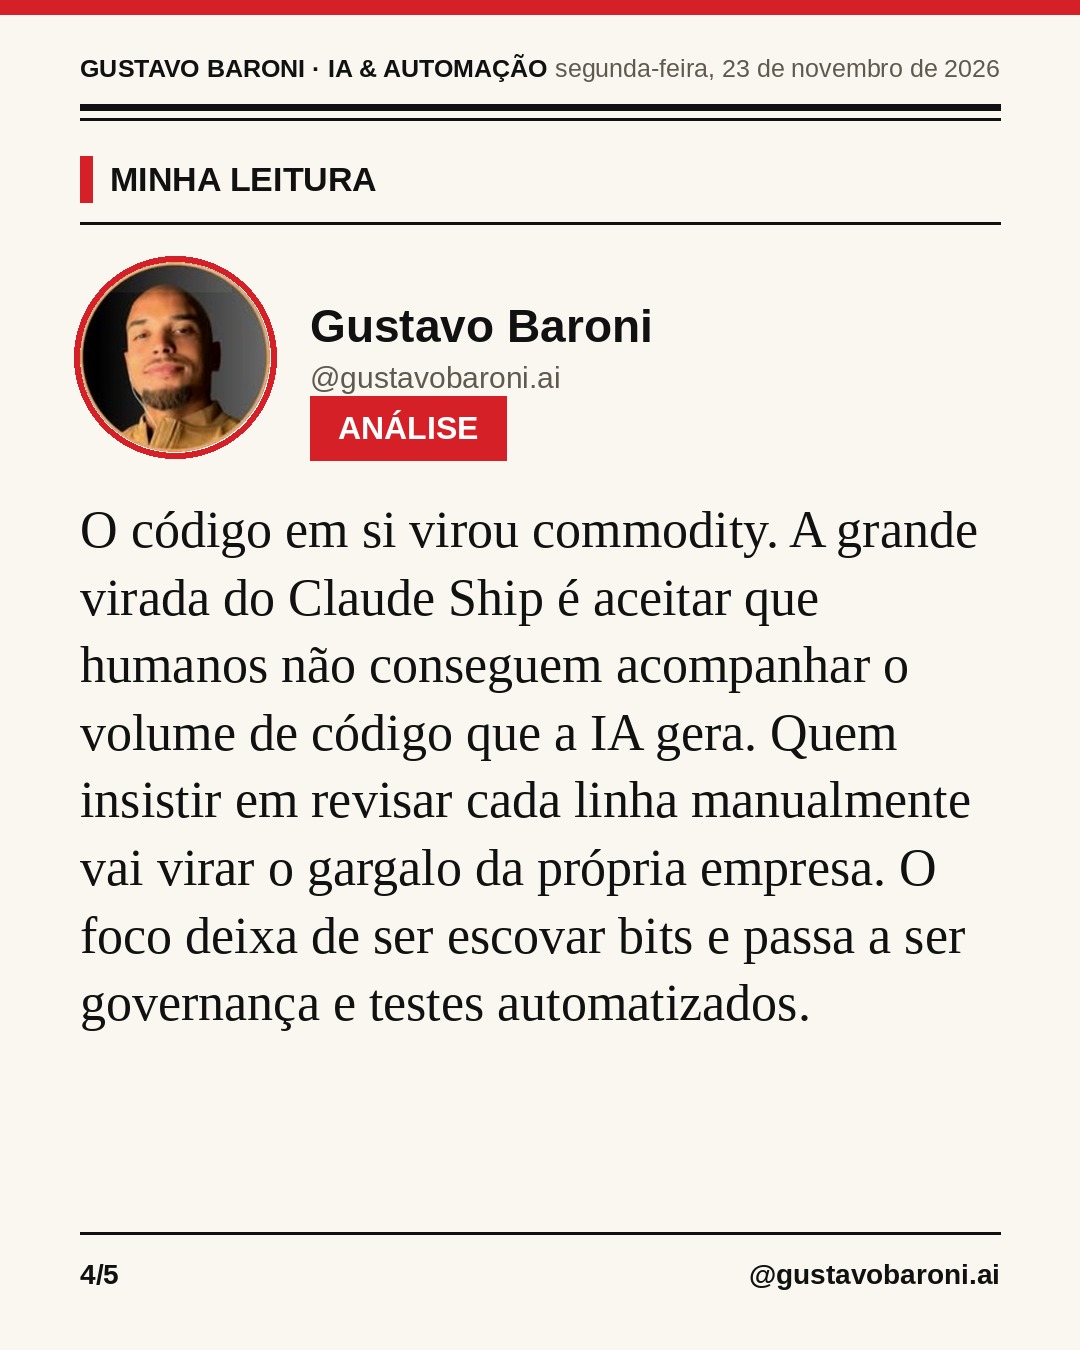 GUSTAVO BARONI · IA & AUTOMAÇÃO segunda-feira, 23 de novembro de 2026
MINHA LEITURA
Gustavo Baroni
@gustavobaroni.ai
ANÁLISE
O código em si virou commodity. A grande
virada do Claude Ship é aceitar que
humanos não conseguem acompanhar o
volume de código que a IA gera. Quem
insistir em revisar cada linha manualmente
vai virar o gargalo da própria empresa. O
foco deixa de ser escovar bits e passa a ser
governança e testes automatizados.
4/5
@gustavobaroni.ai